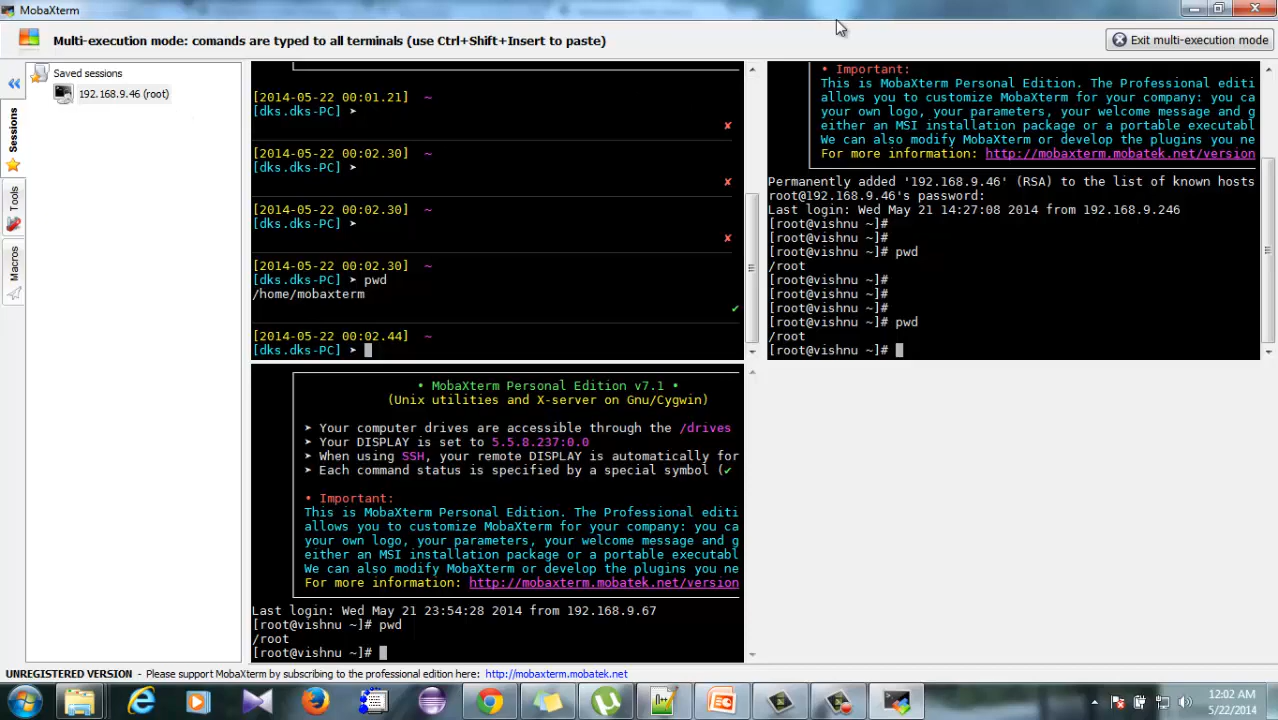 MobaXterm
Multi-execution mode: comands are typed to all terminals (use Ctrl+Shift+Insert to paste)
Exit multi-execution mode
Sessions
Tools
Macros
Saved sessions
192.168.9.46 (root)
[2014-05-22 00:01.21] ~
[dks.dks-PC] ➤
✘
[2014-05-22 00:02.30] ~
[dks.dks-PC] ➤
✘
[2014-05-22 00:02.30] ~
[dks.dks-PC] ➤
✘
[2014-05-22 00:02.30] ~
[dks.dks-PC] ➤ pwd
/home/mobaxterm
✔
[2014-05-22 00:02.44] ~
[dks.dks-PC] ➤
• Important:
This is MobaXterm Personal Edition. The Professional editi
allows you to customize MobaXterm for your company: you ca
your own logo, your parameters, your welcome message and g
either an MSI installation package or a portable executabl
We can also modify MobaXterm or develop the plugins you ne
For more information: http://mobaxterm.mobatek.net/version
Permanently added '192.168.9.46' (RSA) to the list of known hosts
root@192.168.9.46's password:
Last login: Wed May 21 14:27:08 2014 from 192.168.9.246
[root@vishnu ~]#
[root@vishnu ~]#
[root@vishnu ~]# pwd
/root
[root@vishnu ~]#
[root@vishnu ~]#
[root@vishnu ~]#
[root@vishnu ~]# pwd
/root
[root@vishnu ~]#
• MobaXterm Personal Edition v7.1 •
(Unix utilities and X-server on Gnu/Cygwin)
➤ Your computer drives are accessible through the /drives
➤ Your DISPLAY is set to 5.5.8.237:0.0
➤ When using SSH, your remote DISPLAY is automatically for
➤ Each command status is specified by a special symbol (✔
• Important:
This is MobaXterm Personal Edition. The Professional editi
allows you to customize MobaXterm for your company: you ca
your own logo, your parameters, your welcome message and g
either an MSI installation package or a portable executabl
We can also modify MobaXterm or develop the plugins you ne
For more information: http://mobaxterm.mobatek.net/version
Last login: Wed May 21 23:54:28 2014 from 192.168.9.67
[root@vishnu ~]# pwd
/root
[root@vishnu ~]#
UNREGISTERED VERSION - Please support MobaXterm by subscribing to the professional edition here: http://mobaxterm.mobatek.net
12:02 AM
5/22/2014